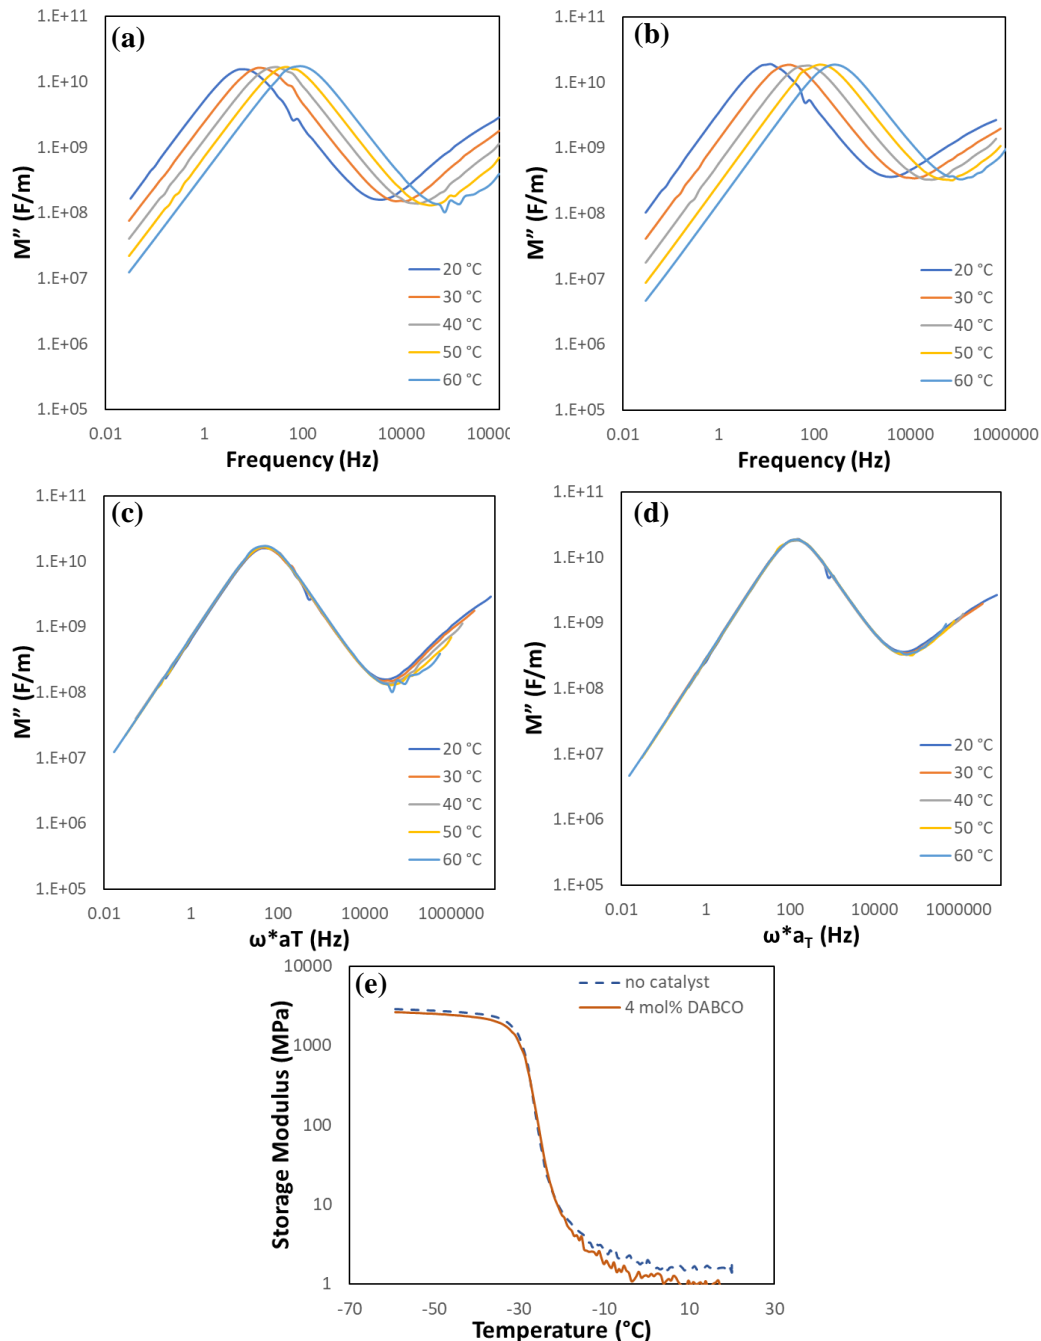 (a)
1.E+11
1.E+10
1.E+09
1.E+08
1.E+07
1.E+06
1.E+05
M” (F/m)
20 °C
30 °C
40 °C
50 °C
60 °C
0.01 1 100 10000 10000
Frequency (Hz)
(b)
1.E+11
1.E+10
1.E+09
1.E+08
1.E+07
1.E+06
1.E+05
M” (F/m)
20 °C
30 °C
40 °C
50 °C
60 °C
0.01 1 100 10000 1000000
Frequency (Hz)
(c)
1.E+11
1.E+10
1.E+09
1.E+08
1.E+07
1.E+06
1.E+05
M” (F/m)
20 °C
30 °C
40 °C
50 °C
60 °C
0.01 1 100 10000 1000000
ω*aT (Hz)
(d)
1.E+11
1.E+10
1.E+09
1.E+08
1.E+07
1.E+06
1.E+05
M” (F/m)
20 °C
30 °C
40 °C
50 °C
60 °C
0.01 1 100 10000 1000000
ω*aT (Hz)
(e)
no catalyst
4 mol% DABCO
10000
1000
100
10
1
Storage Modulus (MPa)
-70 -50 -30 -10 10 30
Temperature (°C)